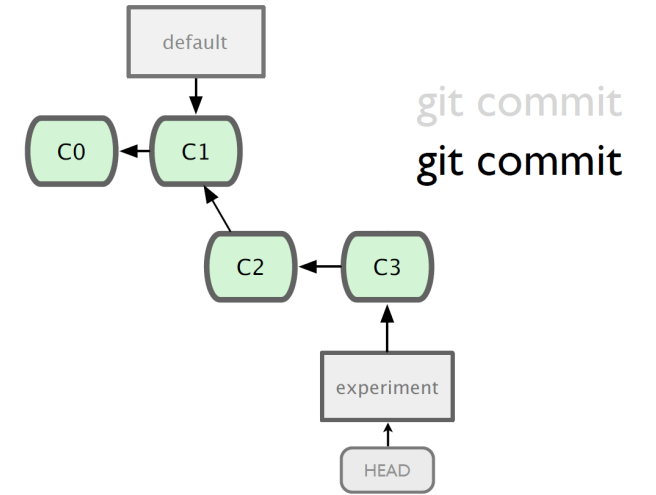 default
git commit
C0
C1
git commit
C2
C3
experiment
HEAD